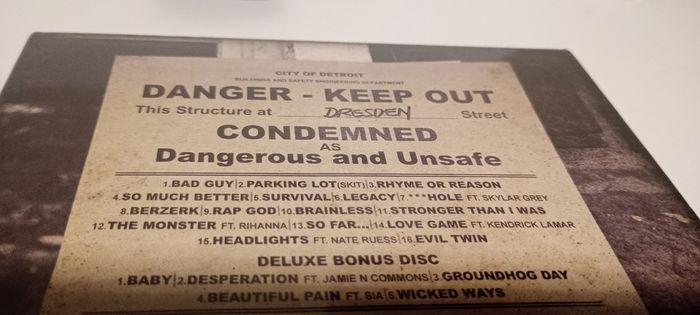 CITY OF DETROIT
BUILDINGS AND SAFETY ENGINEERING DEPARTMENT
DANGER - KEEP OUT
This Structure at DRESDEN Street
CONDEMNED
AS
Dangerous and Unsafe
1.BAD GUY|2.PARKING LOT(SKIT)|3.RHYME OR REASON
4.SO MUCH BETTER|5.SURVIVAL|6.LEGACY|7.***HOLE FT. SKYLAR GREY
8.BERZERK|9.RAP GOD|10.BRAINLESS|11.STRONGER THAN I WAS
12.THE MONSTER FT. RIHANNA|13.SO FAR...|14.LOVE GAME FT. KENDRICK LAMAR
15.HEADLIGHTS FT. NATE RUESS|16.EVIL TWIN
DELUXE BONUS DISC
1.BABY|2.DESPERATION FT. JAMIE N COMMONS|3.GROUNDHOG DAY
4.BEAUTIFUL PAIN FT. SIA|5.WICKED WAYS